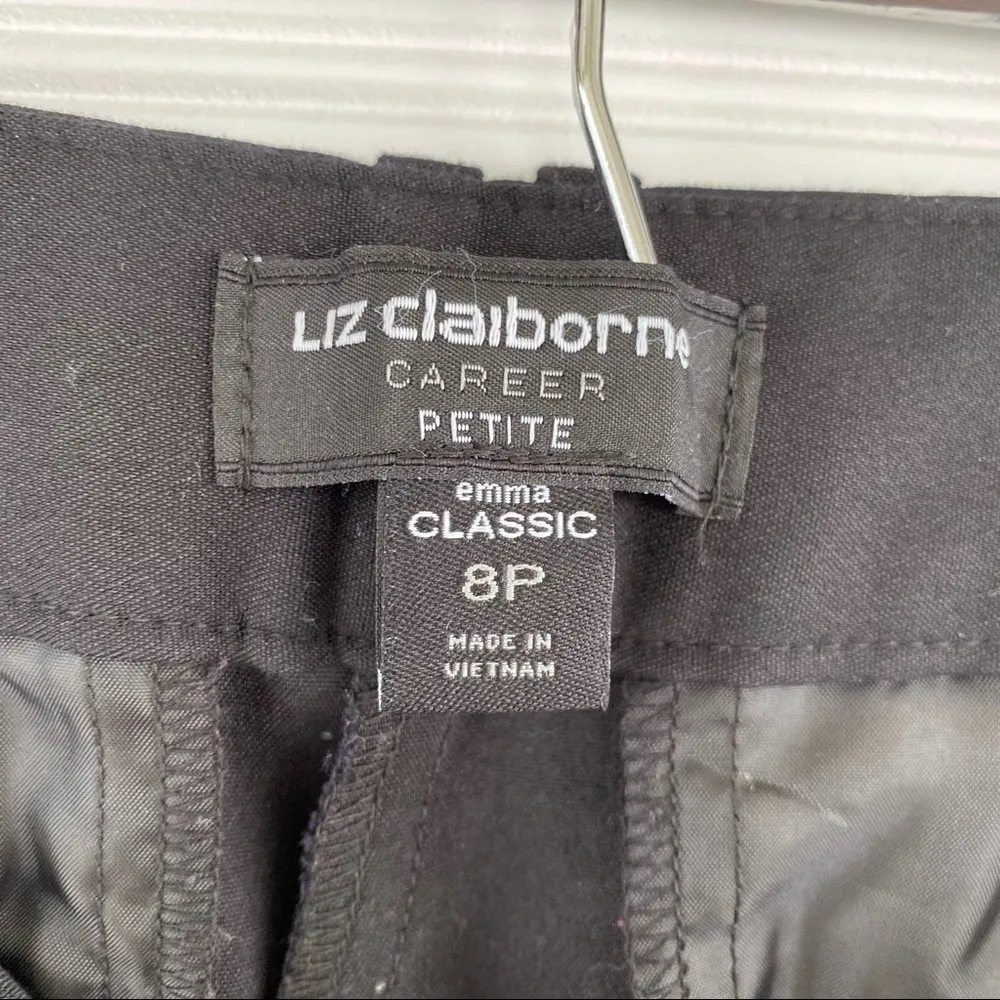 LIZ claiborne
CAREER
PETITE
emma
CLASSIC
8P
MADE IN
VIETNAM